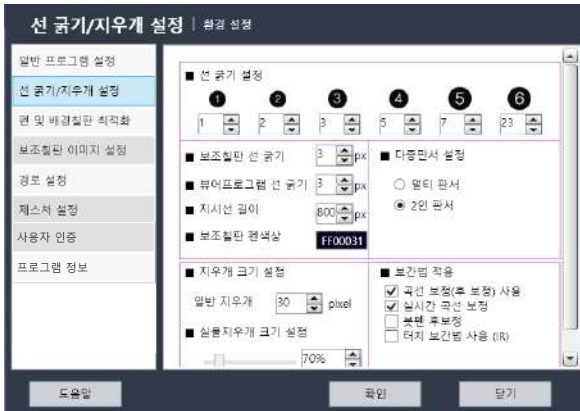 선 굵기/지우개 설정 | 환경 설정
일반 프로그램 설정
선 굵기/지우개 설정
펜 및 배경칠판 최적화
보조칠판 이미지 설정
경로 설정
제스처 설정
사용자 인증
프로그램 정보
■ 선 굵기 설정
1 2 3 4 5 6
1 2 3 5 7 23
■ 보조칠판 선 굵기 3 px
■ 뷰어프로그램 선 굵기 3 px
■ 지시선 길이 800 px
■ 보조칠판 펜색상 FF00031
■ 다중판서 설정
멀티 판서
2인 판서
■ 지우개 크기 설정
일반 지우개 30 pixel
■ 실물지우개 크기 설정
70%
■ 보간법 적용
곡선 보정(후 보정) 사용
실시간 곡선 보정
붓펜 후보정
터치 보간법 사용 (IR)
도움말 확인 닫기